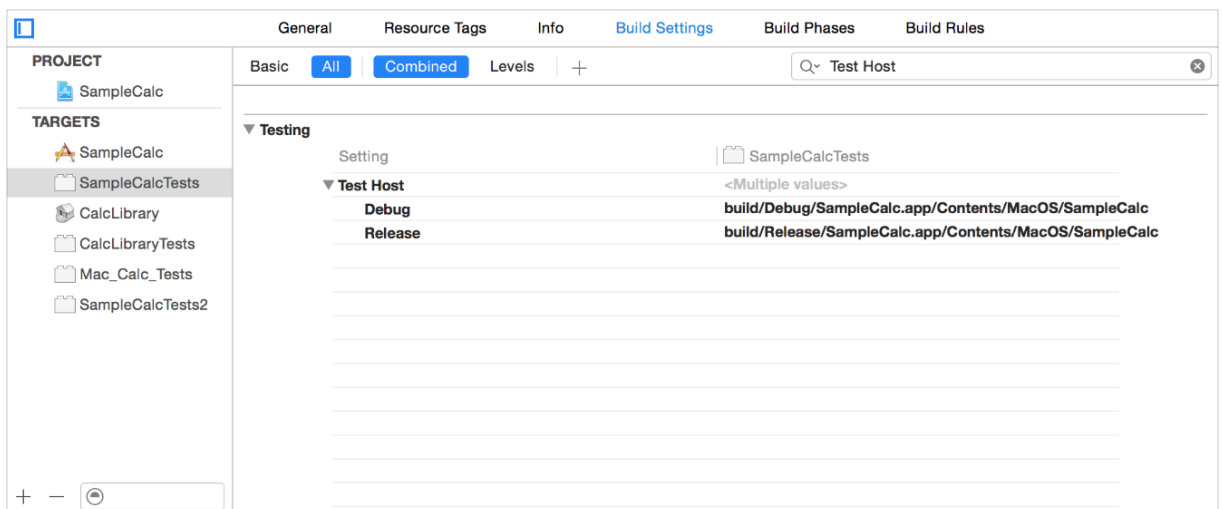 General Resource Tags Info Build Settings Build Phases Build Rules
PROJECT
SampleCalc
TARGETS
SampleCalc
SampleCalcTests
CalcLibrary
CalcLibraryTests
Mac_Calc_Tests
SampleCalcTests2
Basic All Combined Levels + Test Host
Testing
Setting SampleCalcTests
Test Host <Multiple values>
Debug build/Debug/SampleCalc.app/Contents/MacOS/SampleCalc
Release build/Release/SampleCalc.app/Contents/MacOS/SampleCalc
+ −